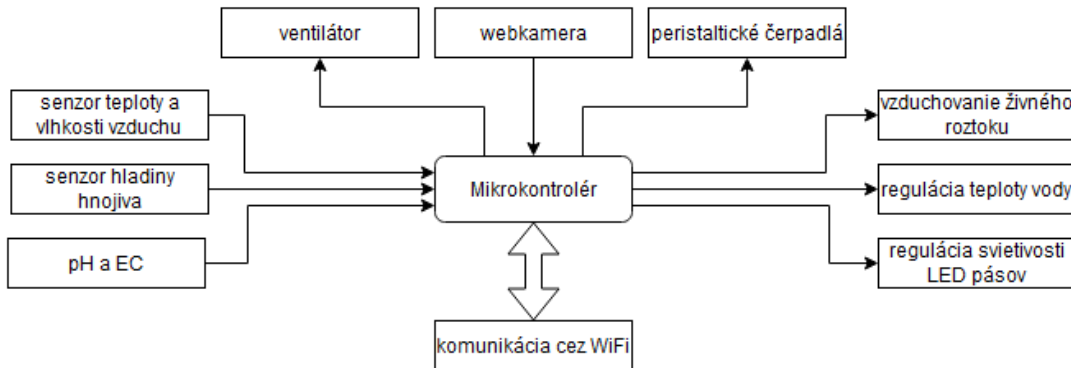 ventilátor
webkamera
peristaltické čerpadlá
senzor teploty a
vlhkosti vzduchu
vzduchovanie živného
roztoku
senzor hladiny
hnojiva
Mikrokontrolér
regulácia teploty vody
pH a EC
regulácia svietivosti
LED pásov
komunikácia cez WiFi